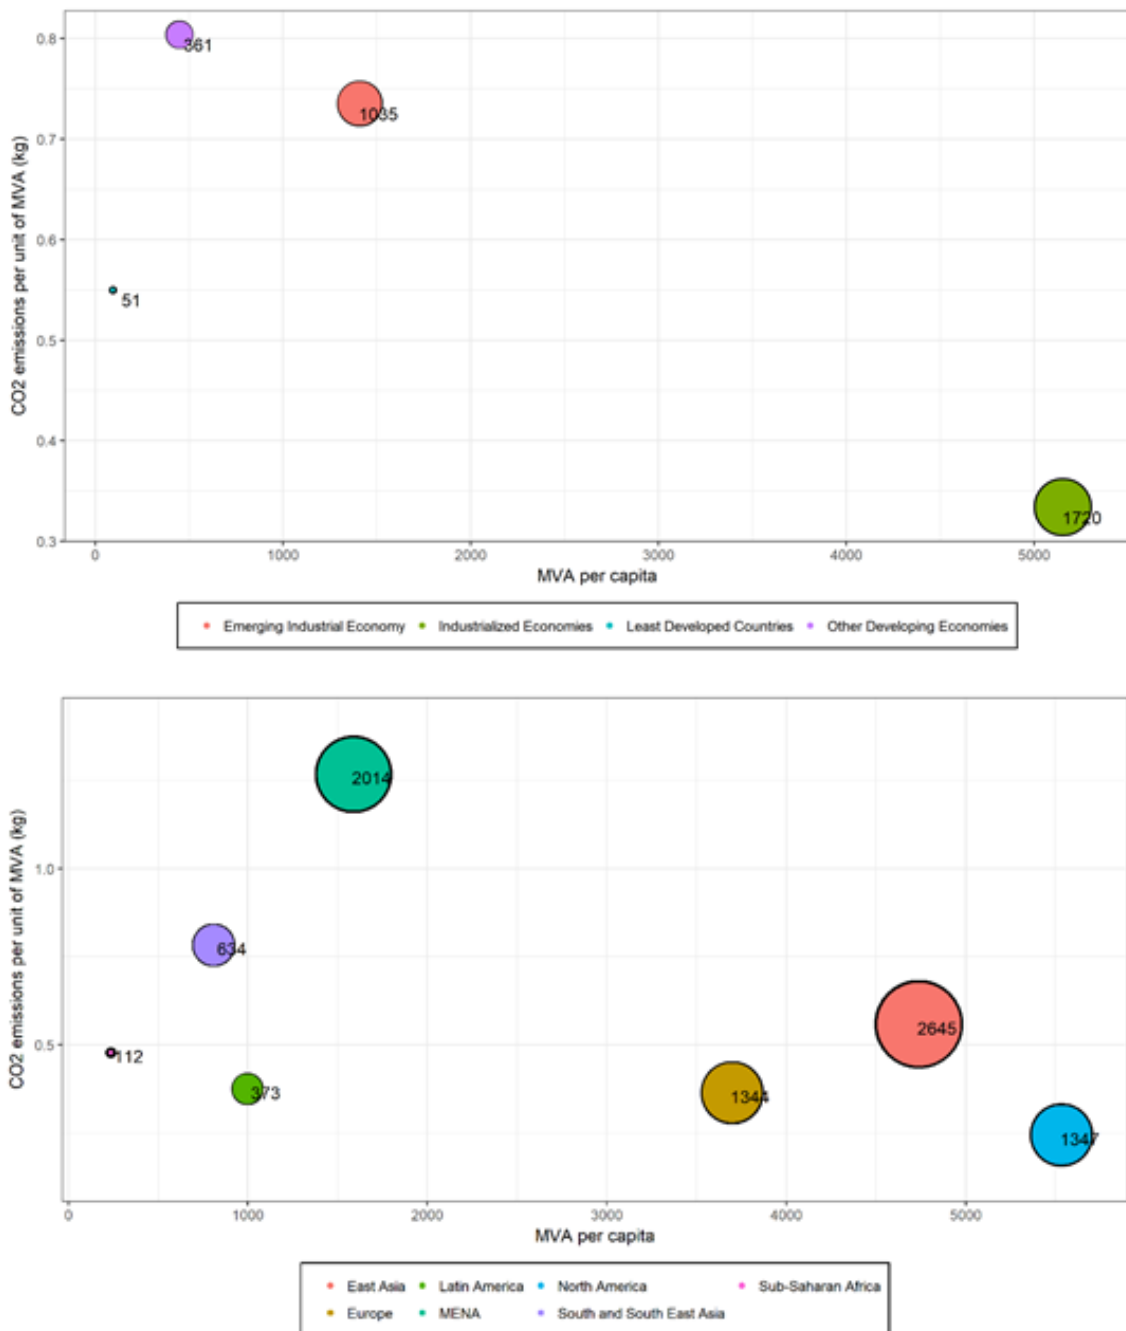 CO2 emissions per unit of MVA (kg)
0.8
0.7
0.6
0.5
0.4
0.3
361
1035
51
1720
0 1000 2000 3000 4000 5000
MVA per capita
Emerging Industrial Economy Industrialized Economies Least Developed Countries Other Developing Economies
CO2 emissions per unit of MVA (kg)
1.0
0.5
2014
634
112
373
2645
1344
1347
0 1000 2000 3000 4000 5000
MVA per capita
East Asia Latin America North America Sub-Saharan Africa
Europe MENA South and South East Asia